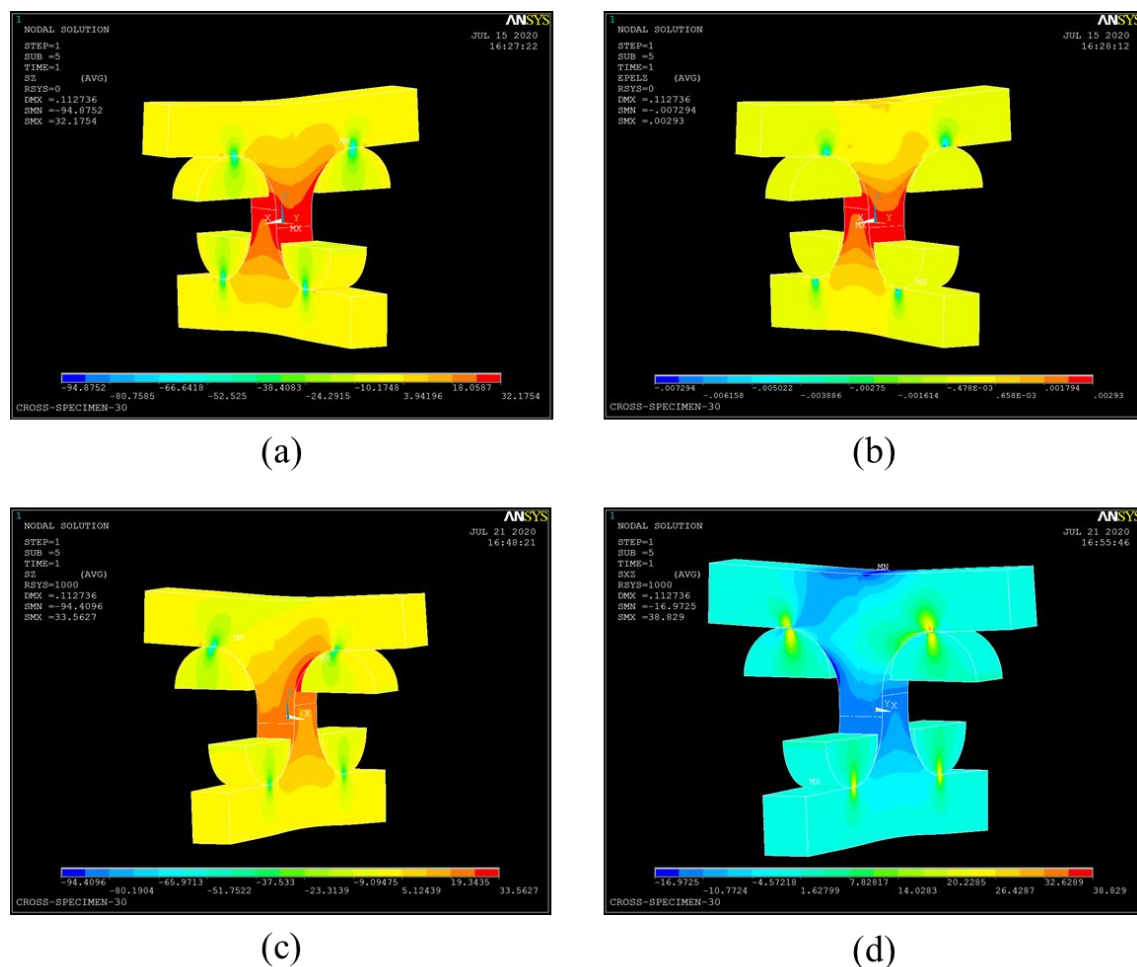 1
ANSYS
NODAL SOLUTION
JUL 15 2020
16:27:22
STEP=1
SUB =5
TIME=1
SZ (AVG)
RSYS=0
DMX =.112736
SMN =-94.8752
SMX =32.1754
MN
X Y
MX
-94.8752 -66.6418 -38.4083 -10.1748 18.0587
-80.7585 -52.525 -24.2915 3.94196 32.1754
CROSS-SPECIMEN-30
(a)
1
ANSYS
NODAL SOLUTION
JUL 15 2020
16:28:12
STEP=1
SUB =5
TIME=1
EPELZ (AVG)
RSYS=0
DMX =.112736
SMN =-.007294
SMX =.00293
X Y
MX
MN
-.007294 -.005022 -.00275 -.478E-03 .001794
-.006158 -.003886 -.001614 .658E-03 .00293
CROSS-SPECIMEN-30
(b)
1
ANSYS
NODAL SOLUTION
JUL 21 2020
16:48:21
STEP=1
SUB =5
TIME=1
SZ (AVG)
RSYS=1000
DMX =.112736
SMN =-94.4096
SMX =33.5627
MN
MX
YX
-94.4096 -65.9713 -37.533 -9.09475 19.3435
-80.1904 -51.7522 -23.3139 5.12439 33.5627
CROSS-SPECIMEN-30
(c)
1
ANSYS
NODAL SOLUTION
JUL 21 2020
16:55:46
STEP=1
SUB =5
TIME=1
SXZ (AVG)
RSYS=1000
DMX =.112736
SMN =-16.9725
SMX =38.829
MN
Y X
MX
-16.9725 -4.57218 7.82817 20.2285 32.6289
-10.7724 1.62799 14.0283 26.4287 38.829
CROSS-SPECIMEN-30
(d)